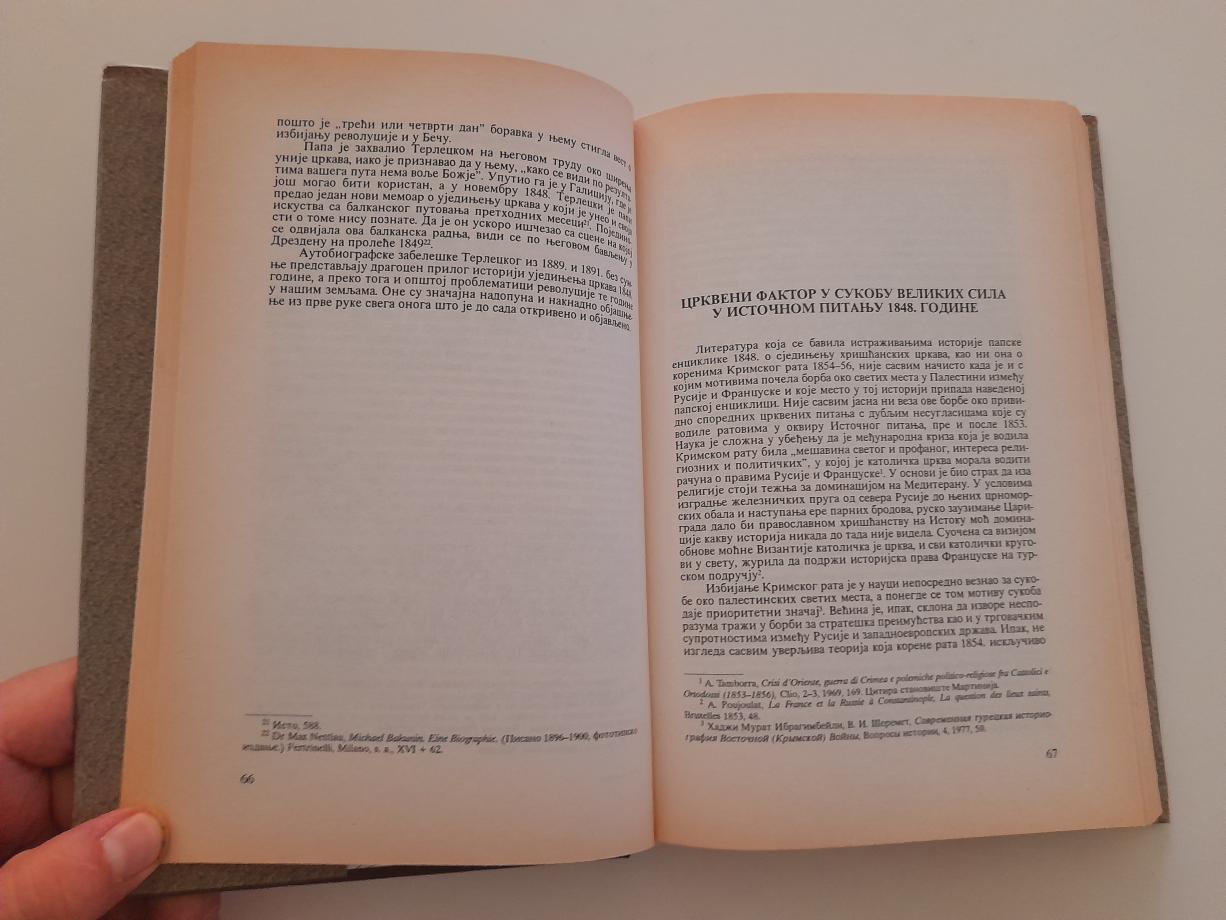 пошто је „трећи или четврти дан” боравка у њему стигла вест о
избијању револуције и у Бечу.
Папа је захвалио Терлецком на његовом труду око ширења
уније цркава, иако је признавао да у њему, „како се види по резулта-
тима вашега пута нема воље Божје”. Упутио га је у Галицију, где је
још могао бити користан, а у новембру 1848. Терлецки је папи
предао један нови мемоар о уједињењу цркава у који је унео и своја
искуства са балканског путовања претходних месеци²¹. Поједино-
сти о томе нису познате. Да је он ускоро ишчезао са сцене на којој
се одвијала ова балканска радња, види се по његовом бављењу у
Дрездену на пролеће 1849²².
Аутобиографске забелешке Терлецког из 1889. и 1891. без сум-
ње представљају драгоцен прилог историји уједињења цркава 1848.
године, а преко тога и општој проблематици револуције те године
у нашим земљама. Оне су значајна надопуна и накнадно објашње-
ње из прве руке свега онога што је до сада откривено и објављено.
²¹ Исто, 588.
²² De Max Nettlau, Michael Bakunin. Eine Biographie. (Писано 1896–1900, фототипско
издање.) Feltrinelli, Milano, s. a., XVI + 62.
66
ЦРКВЕНИ ФАКТОР У СУКОБУ ВЕЛИКИХ СИЛА
У ИСТОЧНОМ ПИТАЊУ 1848. ГОДИНЕ
Литература која се бавила истраживањима историје папске
енциклике 1848. о сједињењу хришћанских цркава, као ни она о
коренима Кримског рата 1854–56, није сасвим начисто када је и с
којим мотивима почела борба око светих места у Палестини између
Русије и Француске и које место у тој историји припада наведеној
папској енциклици. Није сасвим јасна ни веза ове борбе око приви-
дно споредних црквених питања с дубљим несугласицама које су
водиле ратовима у оквиру Источног питања, пре и после 1853.
Наука је сложна у убеђењу да је међународна криза која је водила
Кримском рату била „мешавина светог и профаног, интереса рели-
гиозних и политичких”, у којој је католичка црква морала водити
рачуна о правима Русије и Француске¹. У основи је био страх да иза
религије стоји тежња за доминацијом на Медитерану. У условима
изградње железничких пруга од севера Русије до њених црномор-
ских обала и наступања ере парних бродова, руско заузимање Цари-
града дало би православном хришћанству на Истоку моћ домина-
ције какву историја никада до тада није видела. Суочена са визијом
обнове моћне Византије католичка је црква, и сви католички круго-
ви у свету, журила да подржи историјска права Француске на тур-
ском подручју².
Избијање Кримског рата је у науци непосредно везнао за суко-
бе око палестинских светих места, а понегде се том мотиву сукоба
даје приоритетни значај³. Већина је, ипак, склона да изворе неспо-
разума тражи у борби за стратешка преимућства као и у трговачким
супротностима између Русије и западноевропских држава. Ипак, не
изгледа сасвим уверљива теорија која корене рата 1854. искључиво
¹ A. Tamborra, Crisi d'Oriente, guerra di Crimea e polemiche politico-religiose fra Cattolici e
Ortodossi (1853–1856), Clio, 2–3, 1969, 169. Цитира становиште Мартинија.
² A. Poujoulat, La France et la Russie à Constantinople, La question des lieux saints,
Bruxelles 1853, 48.
³ Хаджи Мурат Ибрагимбейли, В. И. Шеремет, Современная турецкая историо-
графия Восточной (Крымской) Войны, Вопросы истории, 4, 1977, 59.
67